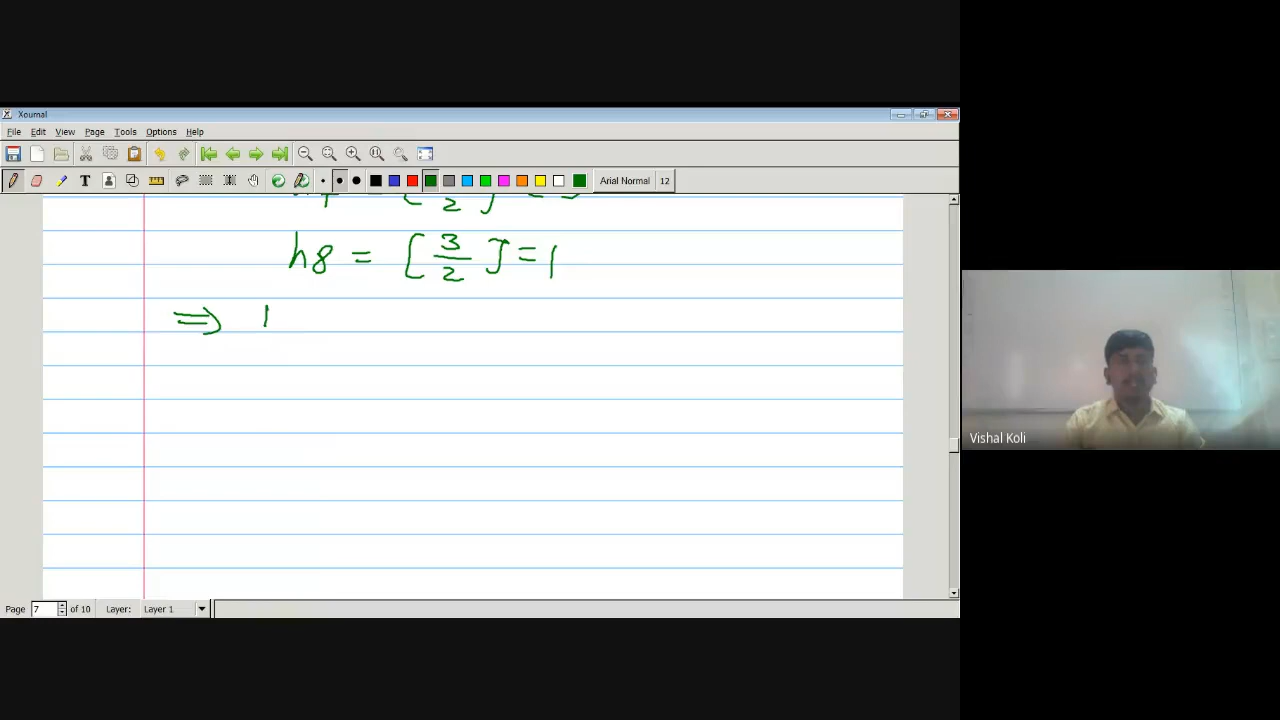 Xournal
File Edit View Page Tools Options Help
T Arial Normal 12
2
h8 = [ 3/2 ] = 1
⇒ 1
Vishal Koli
Page 7 of 10 Layer: Layer 1